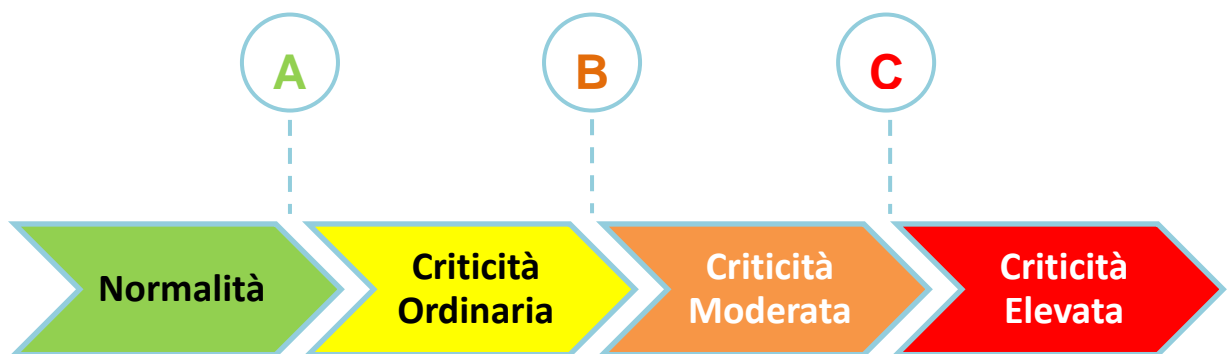 A
B
C
Normalità
Criticità
Ordinaria
Criticità
Moderata
Criticità
Elevata